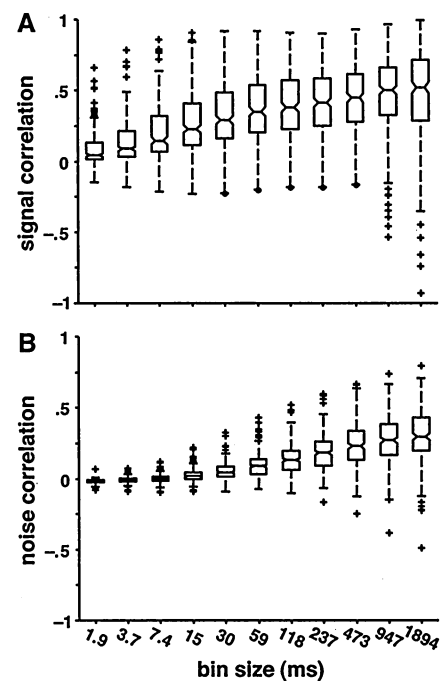 A
1
.5
0
-.5
-1
signal correlation
B
1
.5
0
-.5
-1
noise correlation
1.9 3.7 7.4 15 30 59 118 237 473 947 1894
bin size (ms)